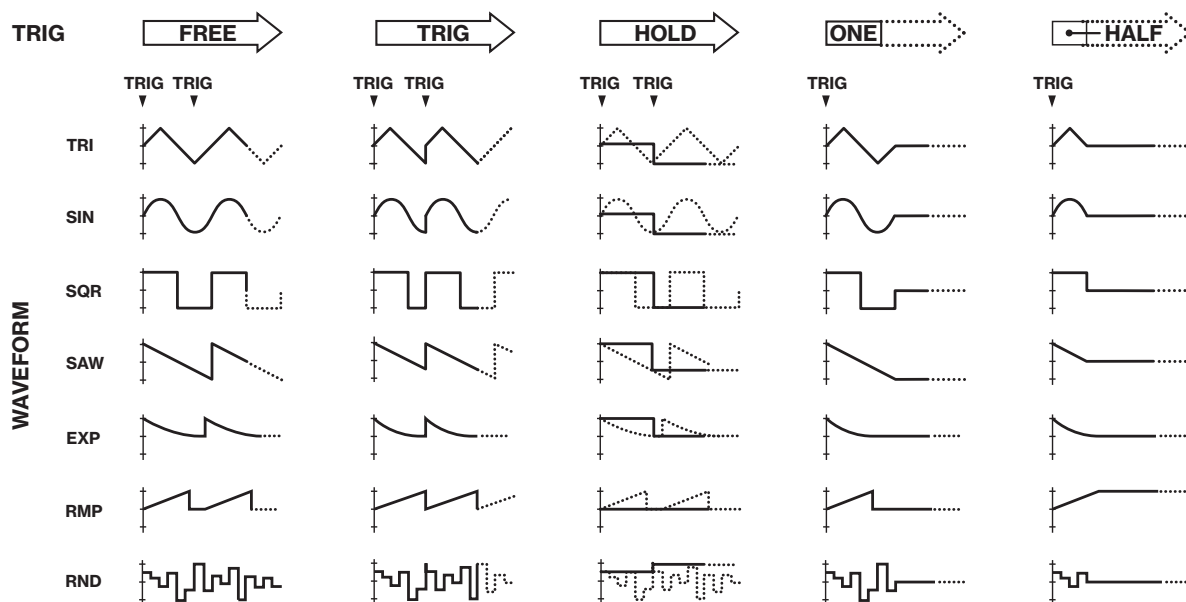 TRIG FREE TRIG HOLD ONE HALF
TRIG TRIG TRIG TRIG TRIG TRIG TRIG TRIG
WAVEFORM
TRI
SIN
SQR
SAW
EXP
RMP
RND